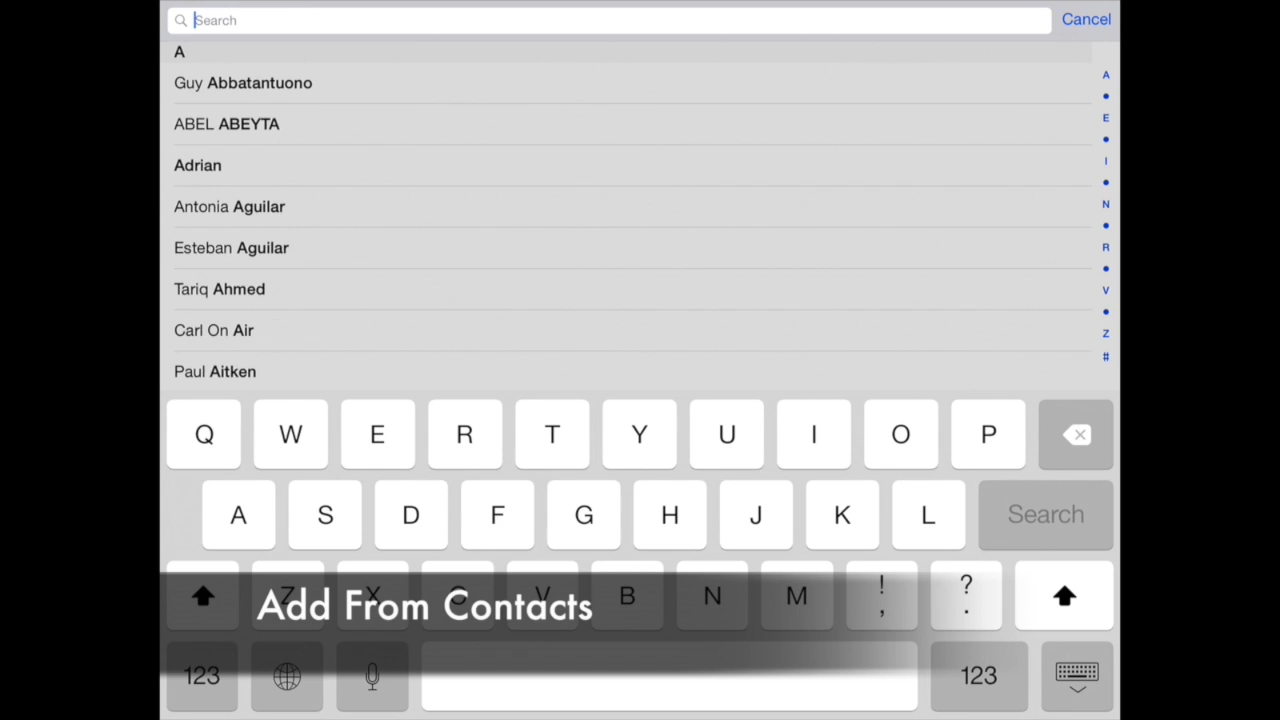 Search
Cancel
A
Guy Abbatantuono
ABEL ABEYTA
Adrian
Antonia Aguilar
Esteban Aguilar
Tariq Ahmed
Carl On Air
Paul Aitken
A
E
I
N
R
V
Z
#
Q W E R T Y U I O P
A S D F G H J K L Search
Z X C V B N M ! , ? .
Add From Contacts
123 123